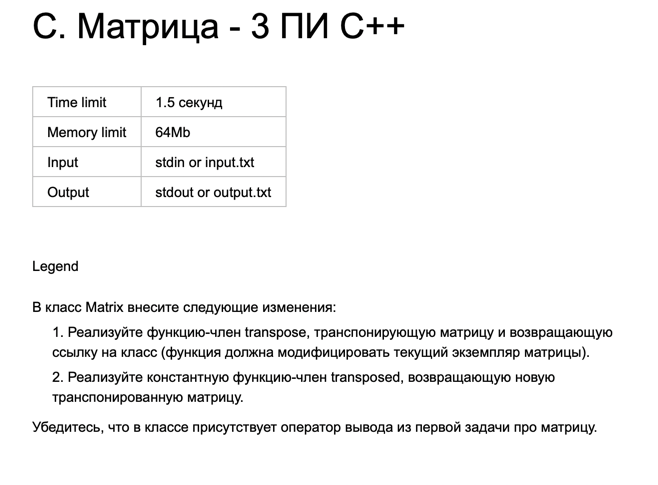 C. Матрица - 3 ПИ C++
Time limit 1.5 секунд
Memory limit 64Mb
Input stdin or input.txt
Output stdout or output.txt
Legend
В класс Matrix внесите следующие изменения:
1. Реализуйте функцию-член transpose, транспонирующую матрицу и возвращающую
ссылку на класс (функция должна модифицировать текущий экземпляр матрицы).
2. Реализуйте константную функцию-член transposed, возвращающую новую
транспонированную матрицу.
Убедитесь, что в классе присутствует оператор вывода из первой задачи про матрицу.